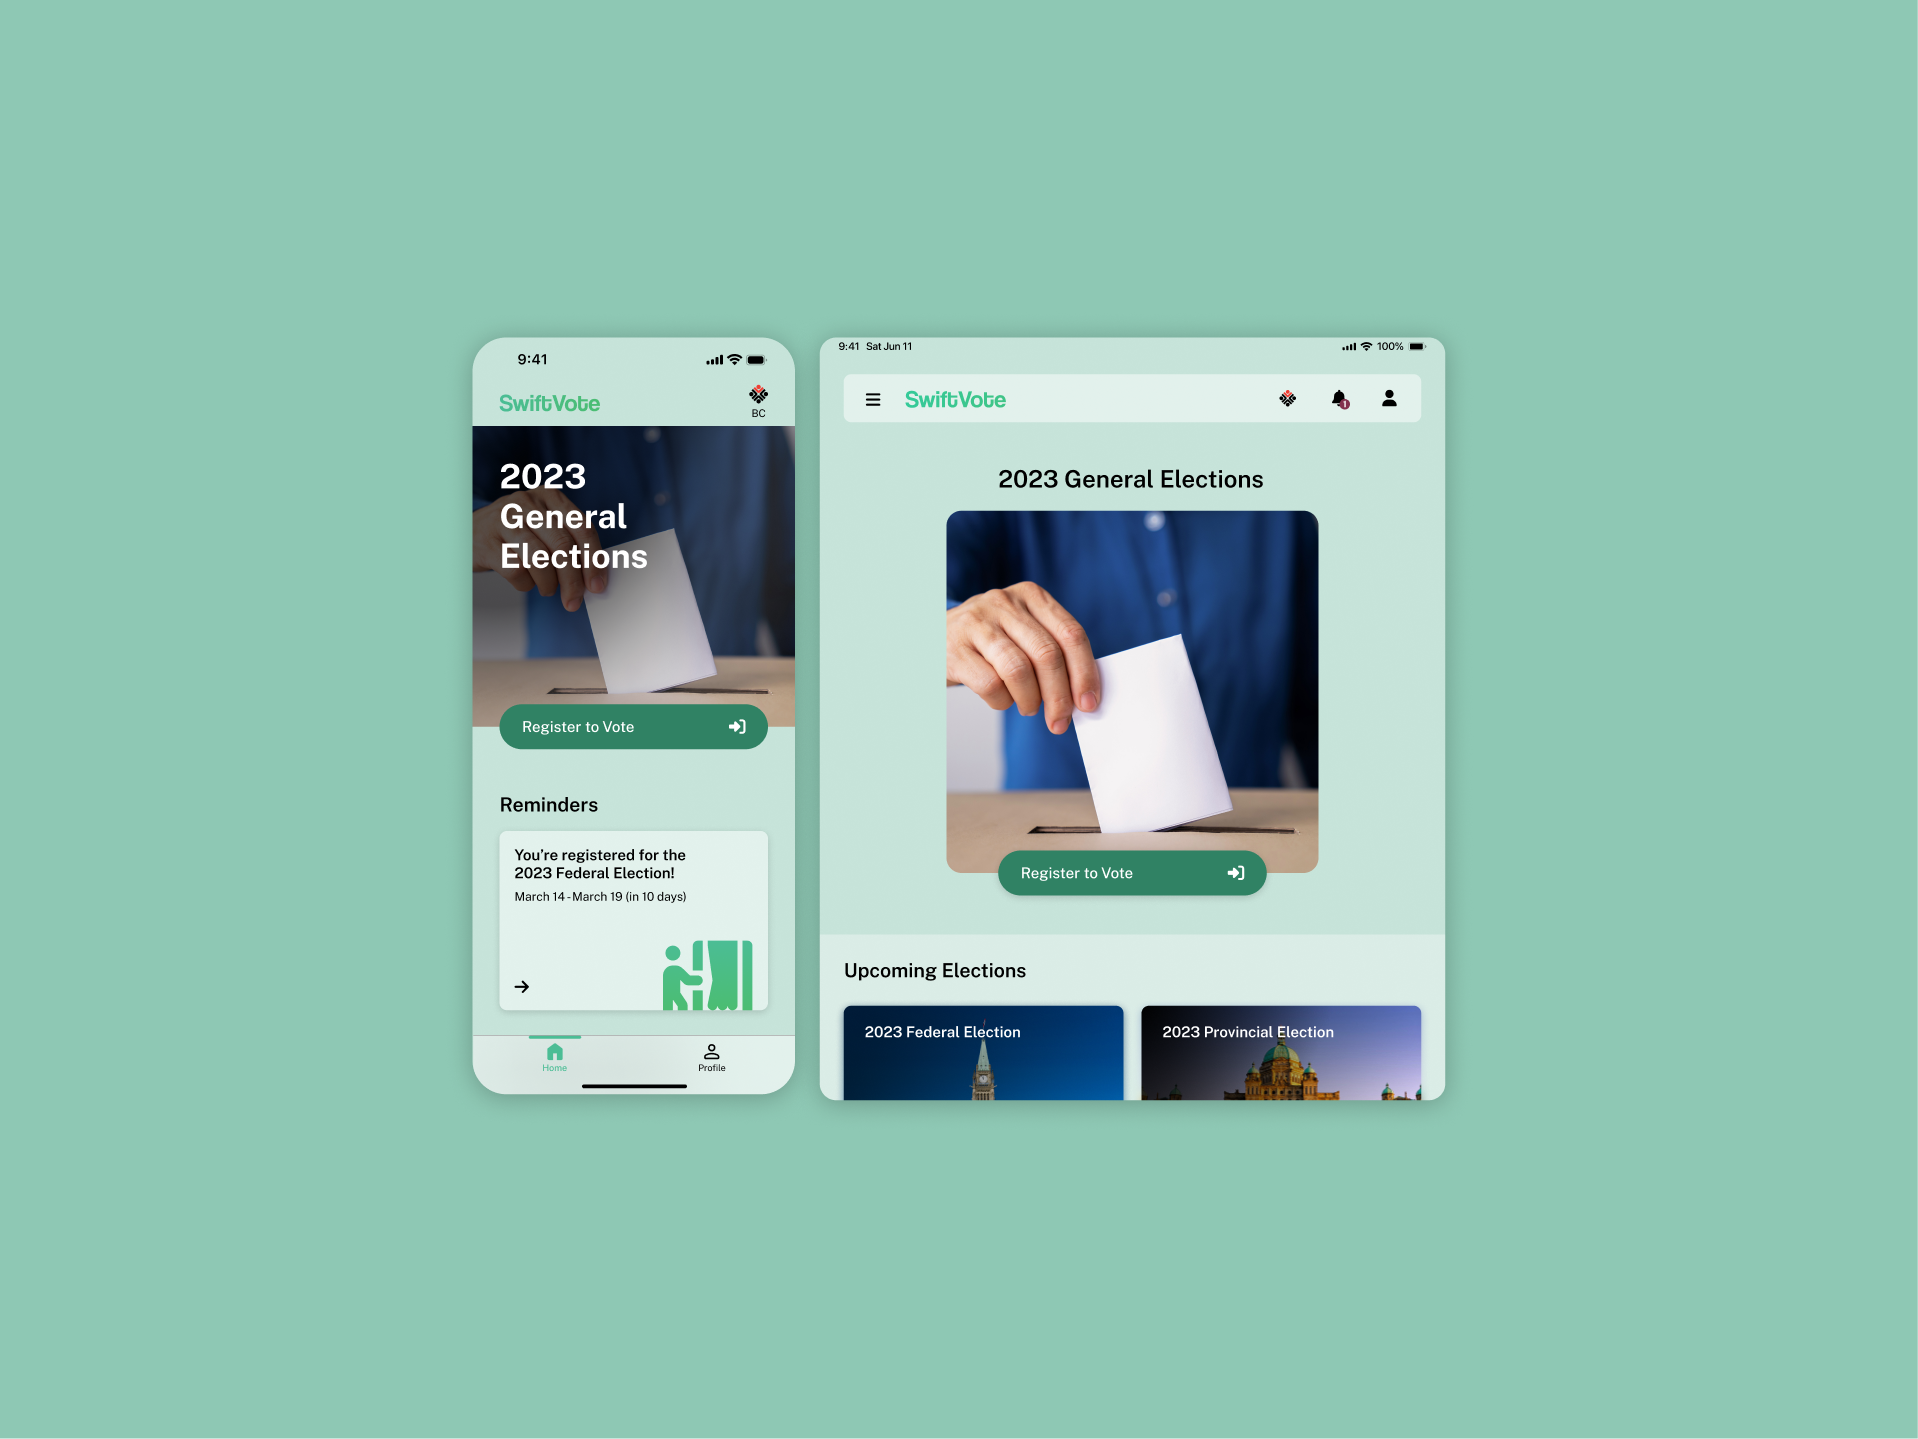 9:41
SwiftVote
BC
2023
General
Elections
Register to Vote
Reminders
You're registered for the
2023 Federal Election!
March 14 - March 19 (in 10 days)
Home
Profile
9:41 Sat Jun 11
100%
SwiftVote
1
2023 General Elections
Register to Vote
Upcoming Elections
2023 Federal Election
2023 Provincial Election